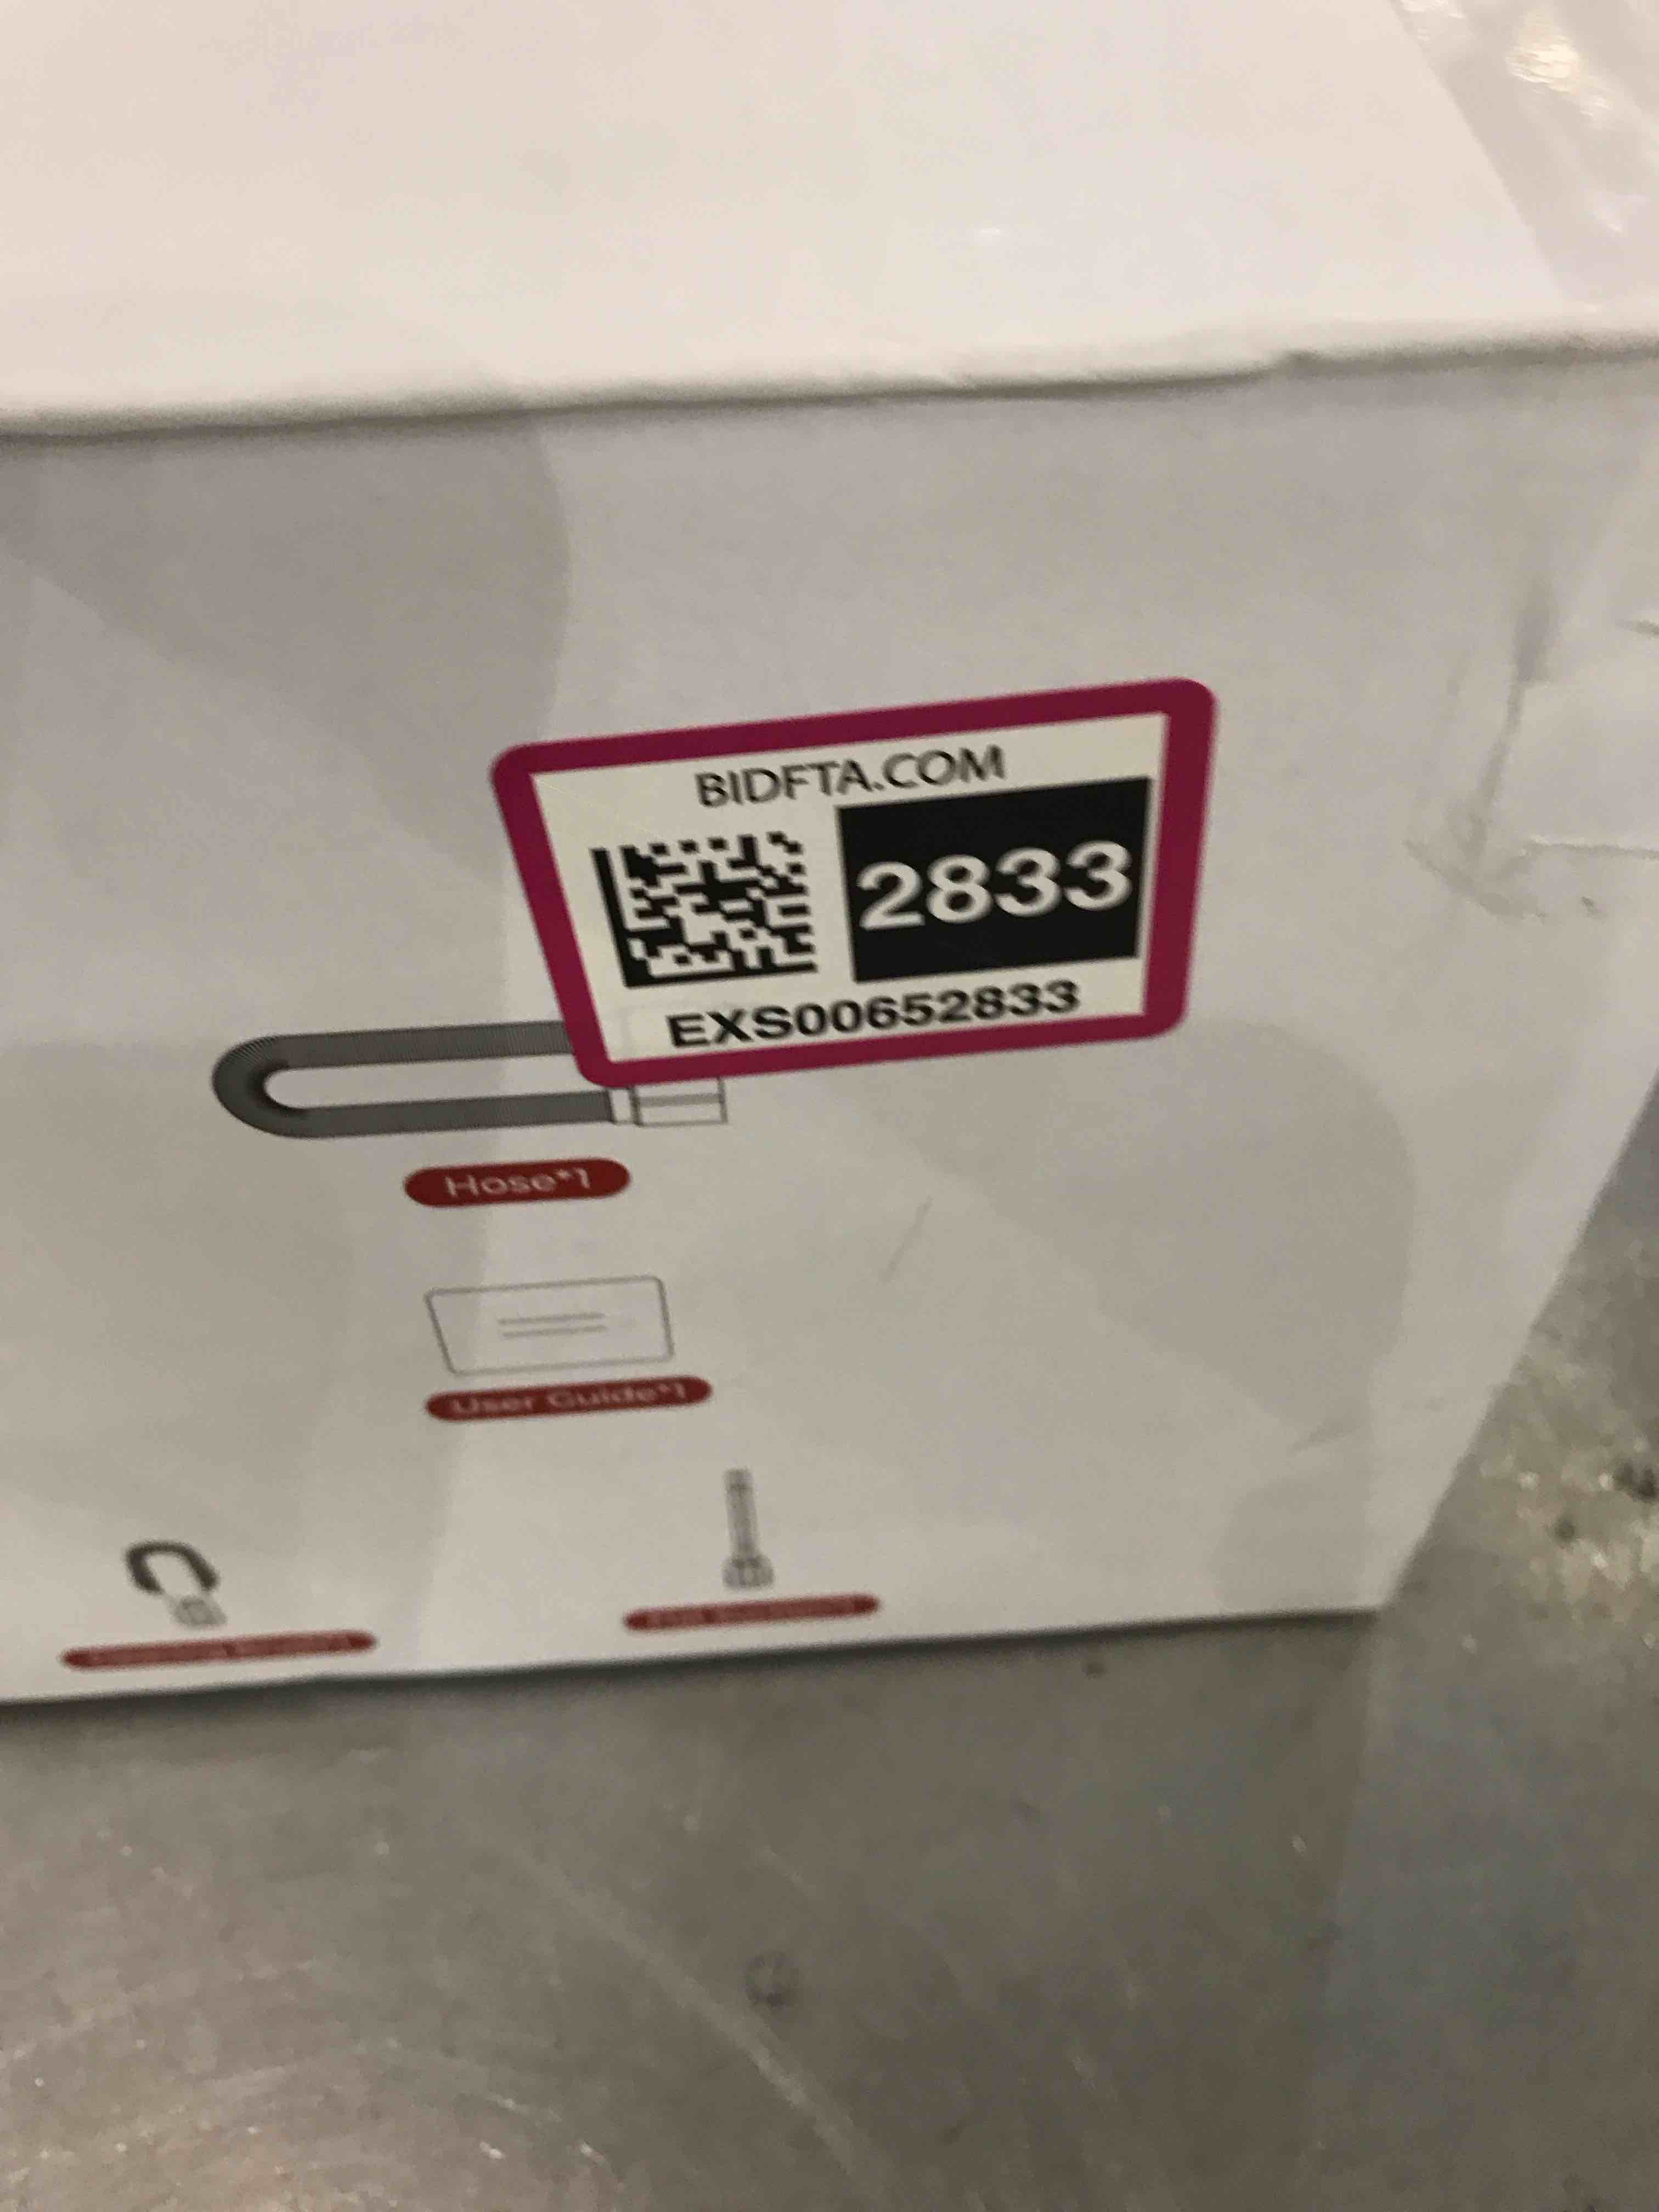 BIDFTA.COM
2833
EXS00652833
Hose*1
User Guide*1